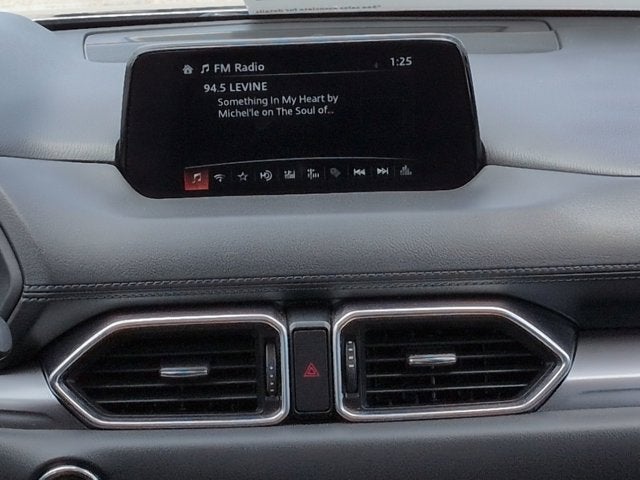 FM Radio 1:25
94.5 LEVINE
Something In My Heart by
Michel'le on The Soul of..